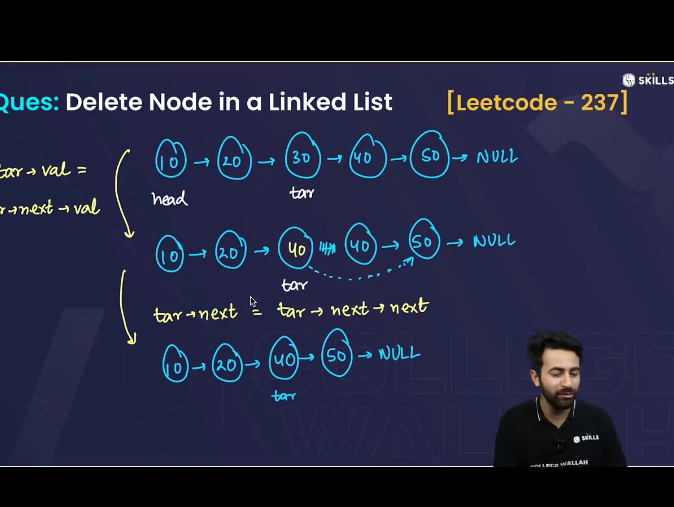 SKILLS
Ques: Delete Node in a Linked List [Leetcode - 237]
tar → val =
r → next → val
10 → 20 → 30 → 40 → 50 → NULL
head tar
10 → 20 → 40 40 → 50 → NULL
tar
tar → next = tar → next → next
10 → 20 → 40 → 50 → NULL
tar
COLLEGE
WALLAH
SKILLS
COLLEGE WALLAH